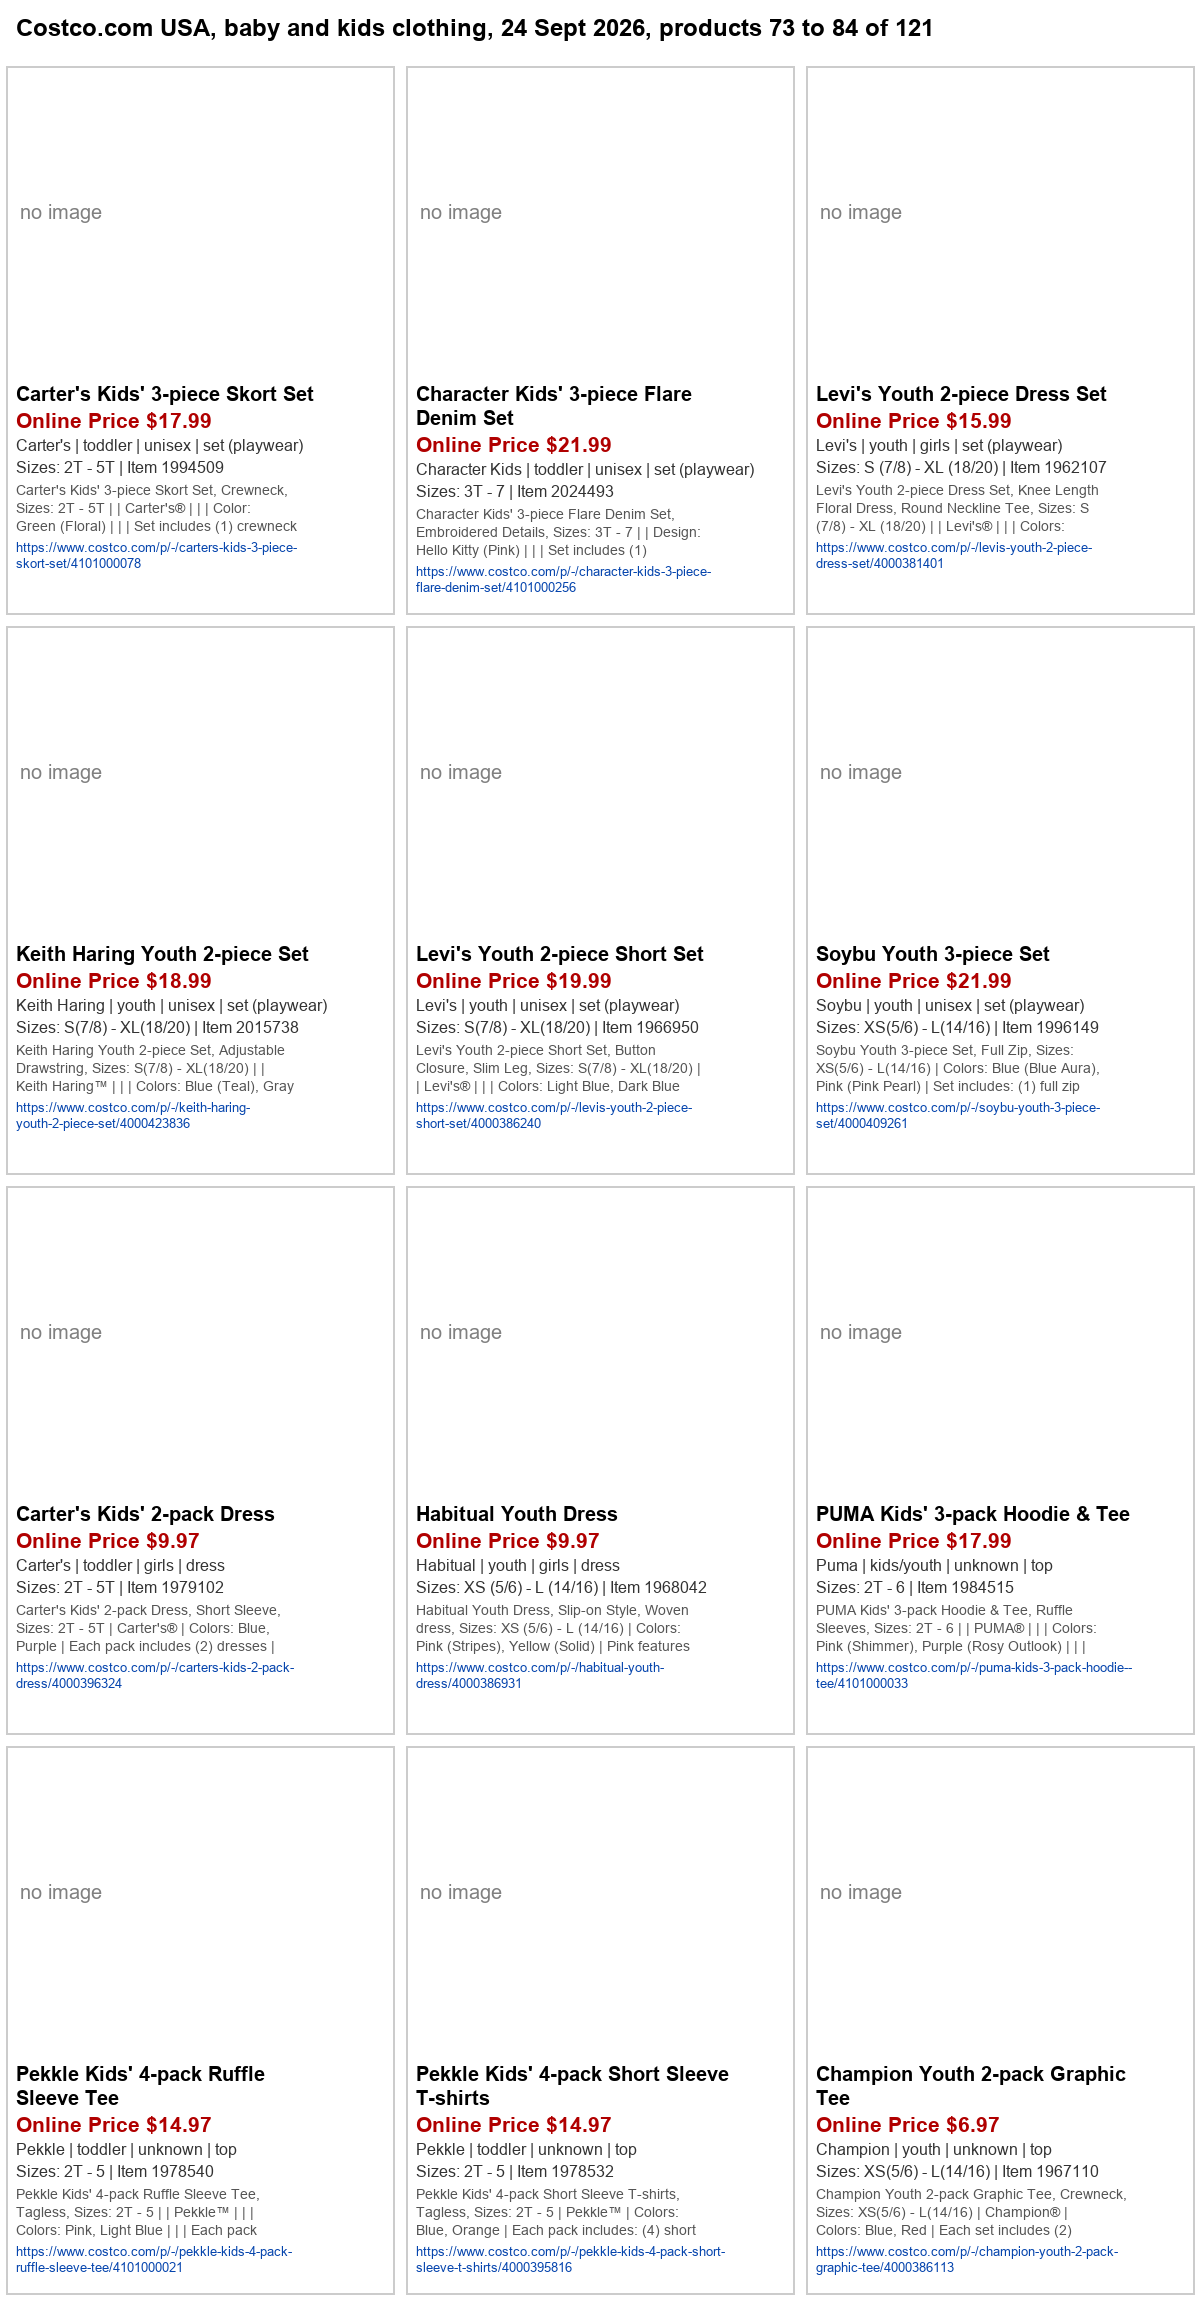 Costco.com USA, baby and kids clothing, 24 Sept 2026, products 73 to 84 of 121
no image
Carter's Kids' 3-piece Skort Set
Online Price $17.99
Carter's | toddler | unisex | set (playwear)
Sizes: 2T - 5T | Item 1994509
Carter's Kids' 3-piece Skort Set, Crewneck,
Sizes: 2T - 5T | | Carter's® | | | Color:
Green (Floral) | | | Set includes (1) crewneck
https://www.costco.com/p/-/carters-kids-3-piece-
skort-set/4101000078
no image
Character Kids' 3-piece Flare
Denim Set
Online Price $21.99
Character Kids | toddler | unisex | set (playwear)
Sizes: 3T - 7 | Item 2024493
Character Kids' 3-piece Flare Denim Set,
Embroidered Details, Sizes: 3T - 7 | | Design:
Hello Kitty (Pink) | | | Set includes (1)
https://www.costco.com/p/-/character-kids-3-piece-
flare-denim-set/4101000256
no image
Levi's Youth 2-piece Dress Set
Online Price $15.99
Levi's | youth | girls | set (playwear)
Sizes: S (7/8) - XL (18/20) | Item 1962107
Levi's Youth 2-piece Dress Set, Knee Length
Floral Dress, Round Neckline Tee, Sizes: S
(7/8) - XL (18/20) | | Levi's® | | | Colors:
https://www.costco.com/p/-/levis-youth-2-piece-
dress-set/4000381401
no image
Keith Haring Youth 2-piece Set
Online Price $18.99
Keith Haring | youth | unisex | set (playwear)
Sizes: S(7/8) - XL(18/20) | Item 2015738
Keith Haring Youth 2-piece Set, Adjustable
Drawstring, Sizes: S(7/8) - XL(18/20) | |
Keith Haring™ | | | Colors: Blue (Teal), Gray
https://www.costco.com/p/-/keith-haring-
youth-2-piece-set/4000423836
no image
Levi's Youth 2-piece Short Set
Online Price $19.99
Levi's | youth | unisex | set (playwear)
Sizes: S(7/8) - XL(18/20) | Item 1966950
Levi's Youth 2-piece Short Set, Button
Closure, Slim Leg, Sizes: S(7/8) - XL(18/20) |
| Levi's® | | | Colors: Light Blue, Dark Blue
https://www.costco.com/p/-/levis-youth-2-piece-
short-set/4000386240
no image
Soybu Youth 3-piece Set
Online Price $21.99
Soybu | youth | unisex | set (playwear)
Sizes: XS(5/6) - L(14/16) | Item 1996149
Soybu Youth 3-piece Set, Full Zip, Sizes:
XS(5/6) - L(14/16) | Colors: Blue (Blue Aura),
Pink (Pink Pearl) | Set includes: (1) full zip
https://www.costco.com/p/-/soybu-youth-3-piece-
set/4000409261
no image
Carter's Kids' 2-pack Dress
Online Price $9.97
Carter's | toddler | girls | dress
Sizes: 2T - 5T | Item 1979102
Carter's Kids' 2-pack Dress, Short Sleeve,
Sizes: 2T - 5T | Carter's® | Colors: Blue,
Purple | Each pack includes (2) dresses |
https://www.costco.com/p/-/carters-kids-2-pack-
dress/4000396324
no image
Habitual Youth Dress
Online Price $9.97
Habitual | youth | girls | dress
Sizes: XS (5/6) - L (14/16) | Item 1968042
Habitual Youth Dress, Slip-on Style, Woven
dress, Sizes: XS (5/6) - L (14/16) | Colors:
Pink (Stripes), Yellow (Solid) | Pink features
https://www.costco.com/p/-/habitual-youth-
dress/4000386931
no image
PUMA Kids' 3-pack Hoodie & Tee
Online Price $17.99
Puma | kids/youth | unknown | top
Sizes: 2T - 6 | Item 1984515
PUMA Kids' 3-pack Hoodie & Tee, Ruffle
Sleeves, Sizes: 2T - 6 | | PUMA® | | | Colors:
Pink (Shimmer), Purple (Rosy Outlook) | | |
https://www.costco.com/p/-/puma-kids-3-pack-hoodie--
tee/4101000033
no image
Pekkle Kids' 4-pack Ruffle
Sleeve Tee
Online Price $14.97
Pekkle | toddler | unknown | top
Sizes: 2T - 5 | Item 1978540
Pekkle Kids' 4-pack Ruffle Sleeve Tee,
Tagless, Sizes: 2T - 5 | | Pekkle™ | | |
Colors: Pink, Light Blue | | | Each pack
https://www.costco.com/p/-/pekkle-kids-4-pack-
ruffle-sleeve-tee/4101000021
no image
Pekkle Kids' 4-pack Short Sleeve
T-shirts
Online Price $14.97
Pekkle | toddler | unknown | top
Sizes: 2T - 5 | Item 1978532
Pekkle Kids' 4-pack Short Sleeve T-shirts,
Tagless, Sizes: 2T - 5 | Pekkle™ | Colors:
Blue, Orange | Each pack includes: (4) short
https://www.costco.com/p/-/pekkle-kids-4-pack-short-
sleeve-t-shirts/4000395816
no image
Champion Youth 2-pack Graphic
Tee
Online Price $6.97
Champion | youth | unknown | top
Sizes: XS(5/6) - L(14/16) | Item 1967110
Champion Youth 2-pack Graphic Tee, Crewneck,
Sizes: XS(5/6) - L(14/16) | Champion® |
Colors: Blue, Red | Each set includes (2)
https://www.costco.com/p/-/champion-youth-2-pack-
graphic-tee/4000386113